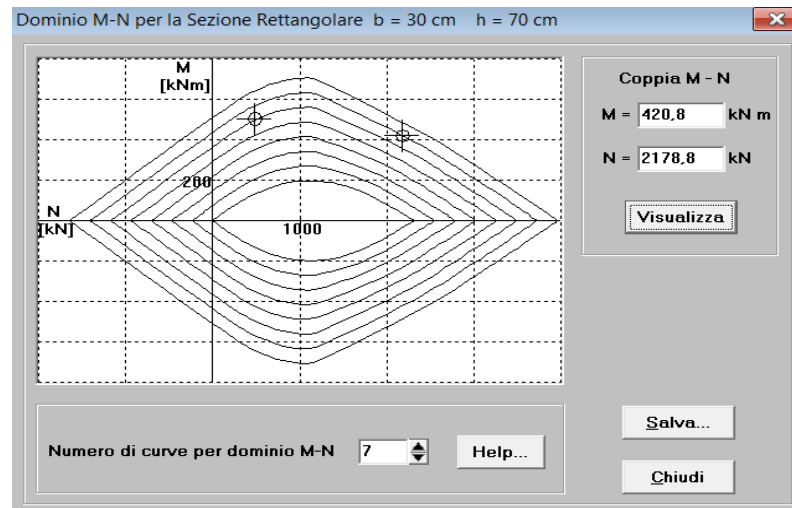 Dominio M-N per la Sezione Rettangolare b = 30 cm h = 70 cm
M
[kNm]
200
N
[kN]
1000
Coppia M - N
M = 420,8 kN m
N = 2178,8 kN
Visualizza
Numero di curve per dominio M-N 7 Help...
Salva...
Chiudi